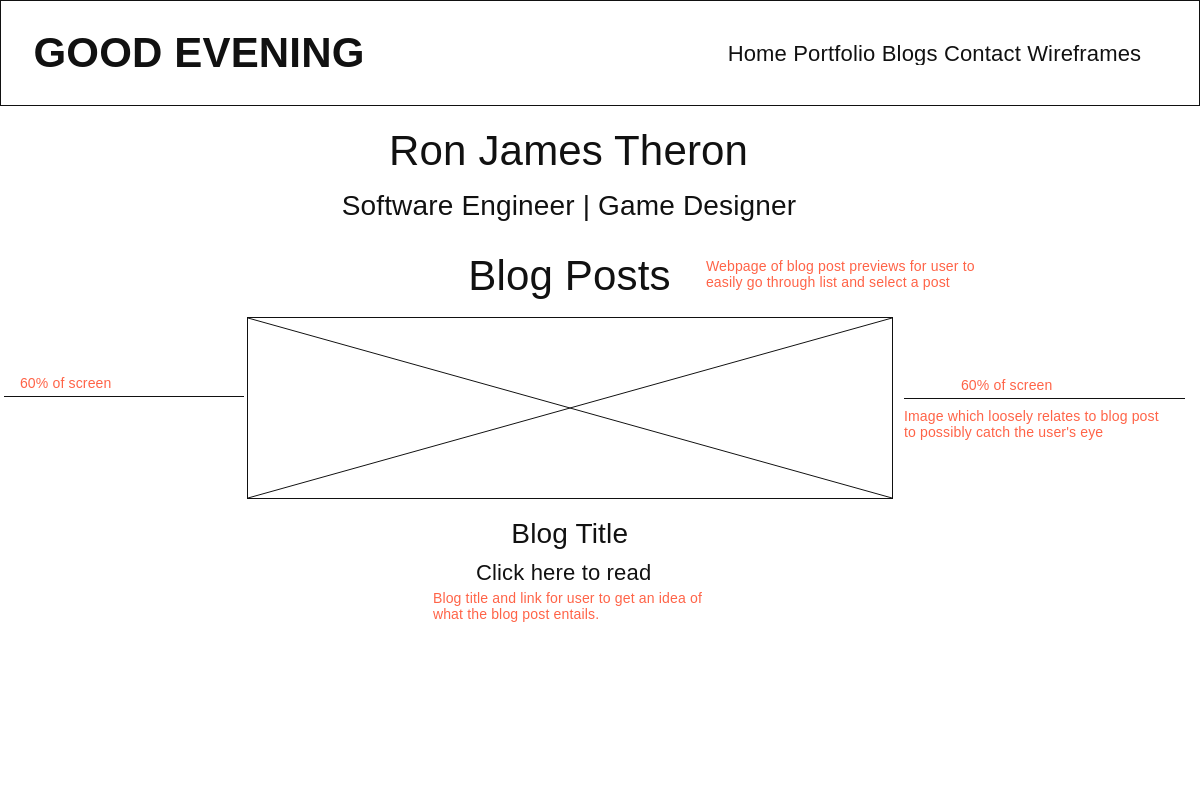 GOOD EVENING
Home Portfolio Blogs Contact Wireframes
Ron James Theron
Software Engineer | Game Designer
Blog Posts
Webpage of blog post previews for user to
easily go through list and select a post
60% of screen
60% of screen
Image which loosely relates to blog post
to possibly catch the user's eye
Blog Title
Click here to read
Blog title and link for user to get an idea of
what the blog post entails.